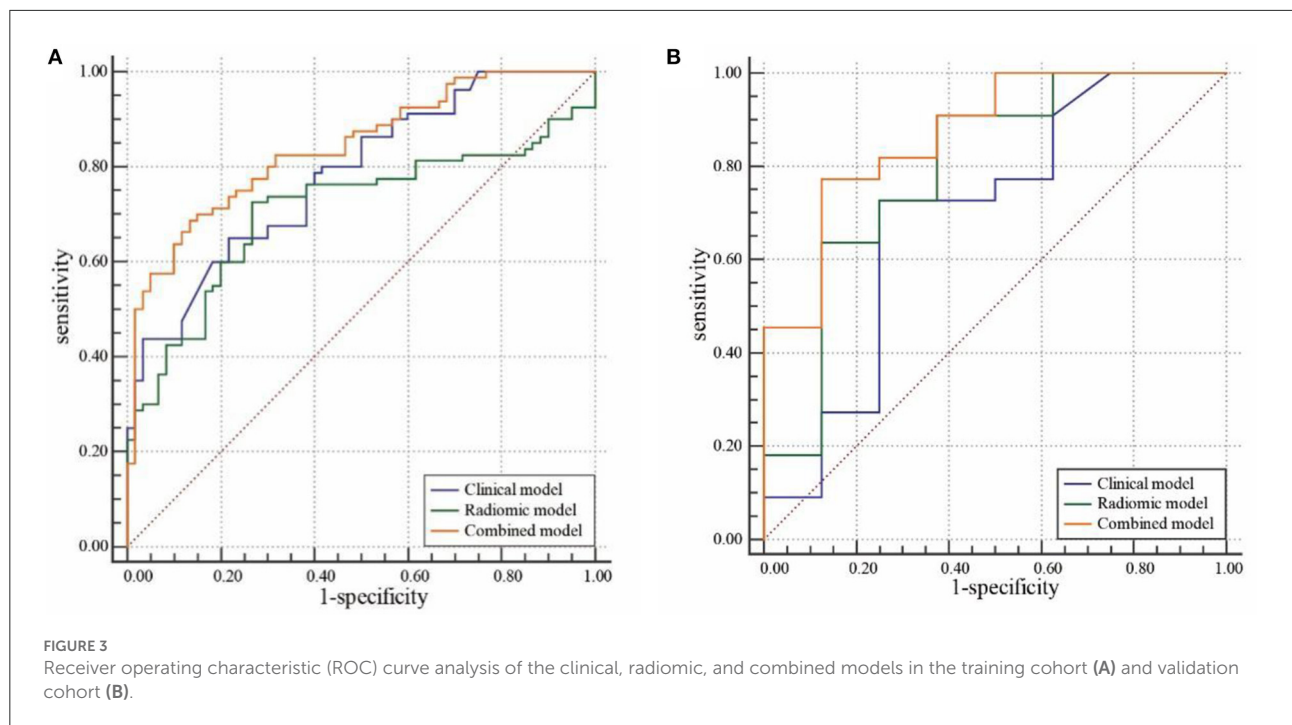 A
1.00
0.80
0.60
0.40
0.20
0.00
sensitivity
0.00 0.20 0.40 0.60 0.80 1.00
1-specificity
Clinical model
Radiomic model
Combined model
B
1.00
0.80
0.60
0.40
0.20
0.00
sensitivity
0.00 0.20 0.40 0.60 0.80 1.00
1-specificity
Clinical model
Radiomic model
Combined model
FIGURE 3
Receiver operating characteristic (ROC) curve analysis of the clinical, radiomic, and combined models in the training cohort (A) and validation
cohort (B).